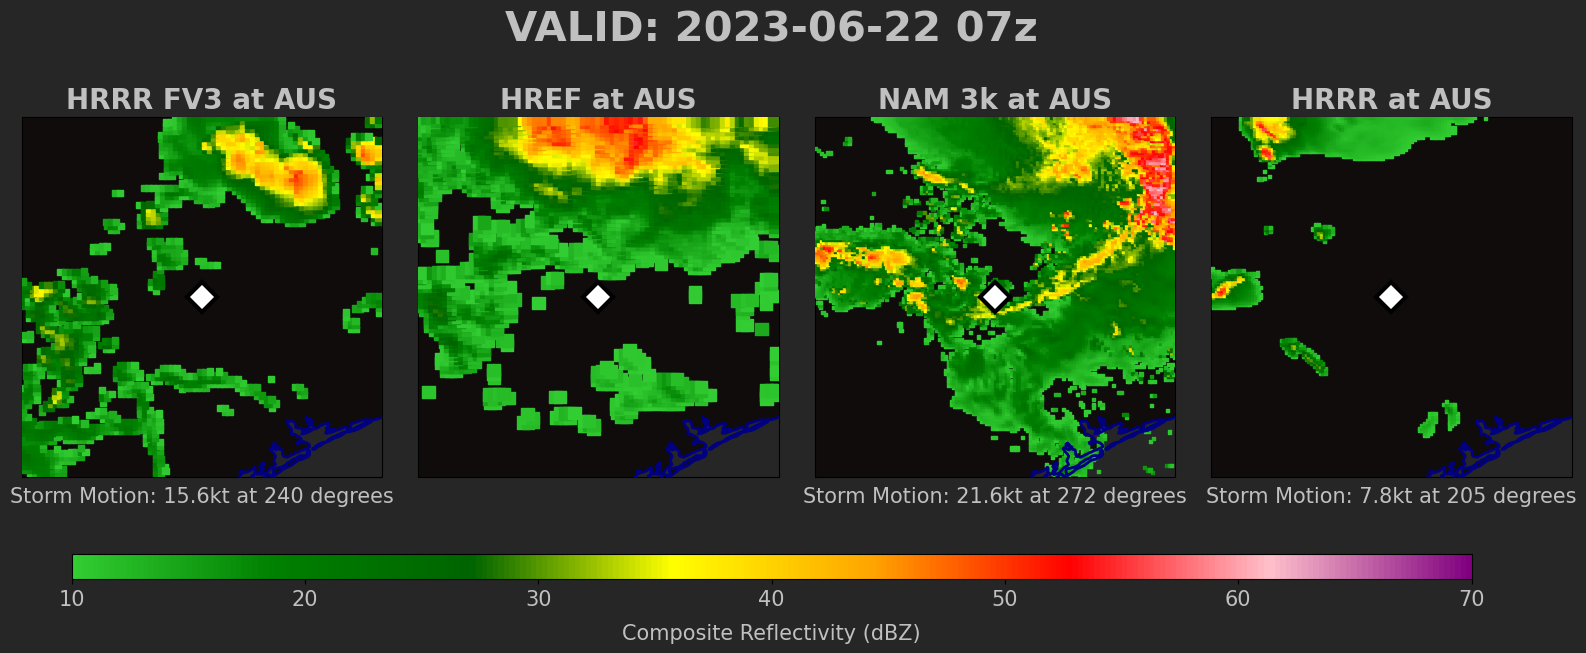 VALID: 2023-06-22 07z
HRRR FV3 at AUS
HREF at AUS
NAM 3k at AUS
HRRR at AUS
Storm Motion: 15.6kt at 240 degrees
Storm Motion: 21.6kt at 272 degrees
Storm Motion: 7.8kt at 205 degrees
10 20 30 40 50 60 70
Composite Reflectivity (dBZ)